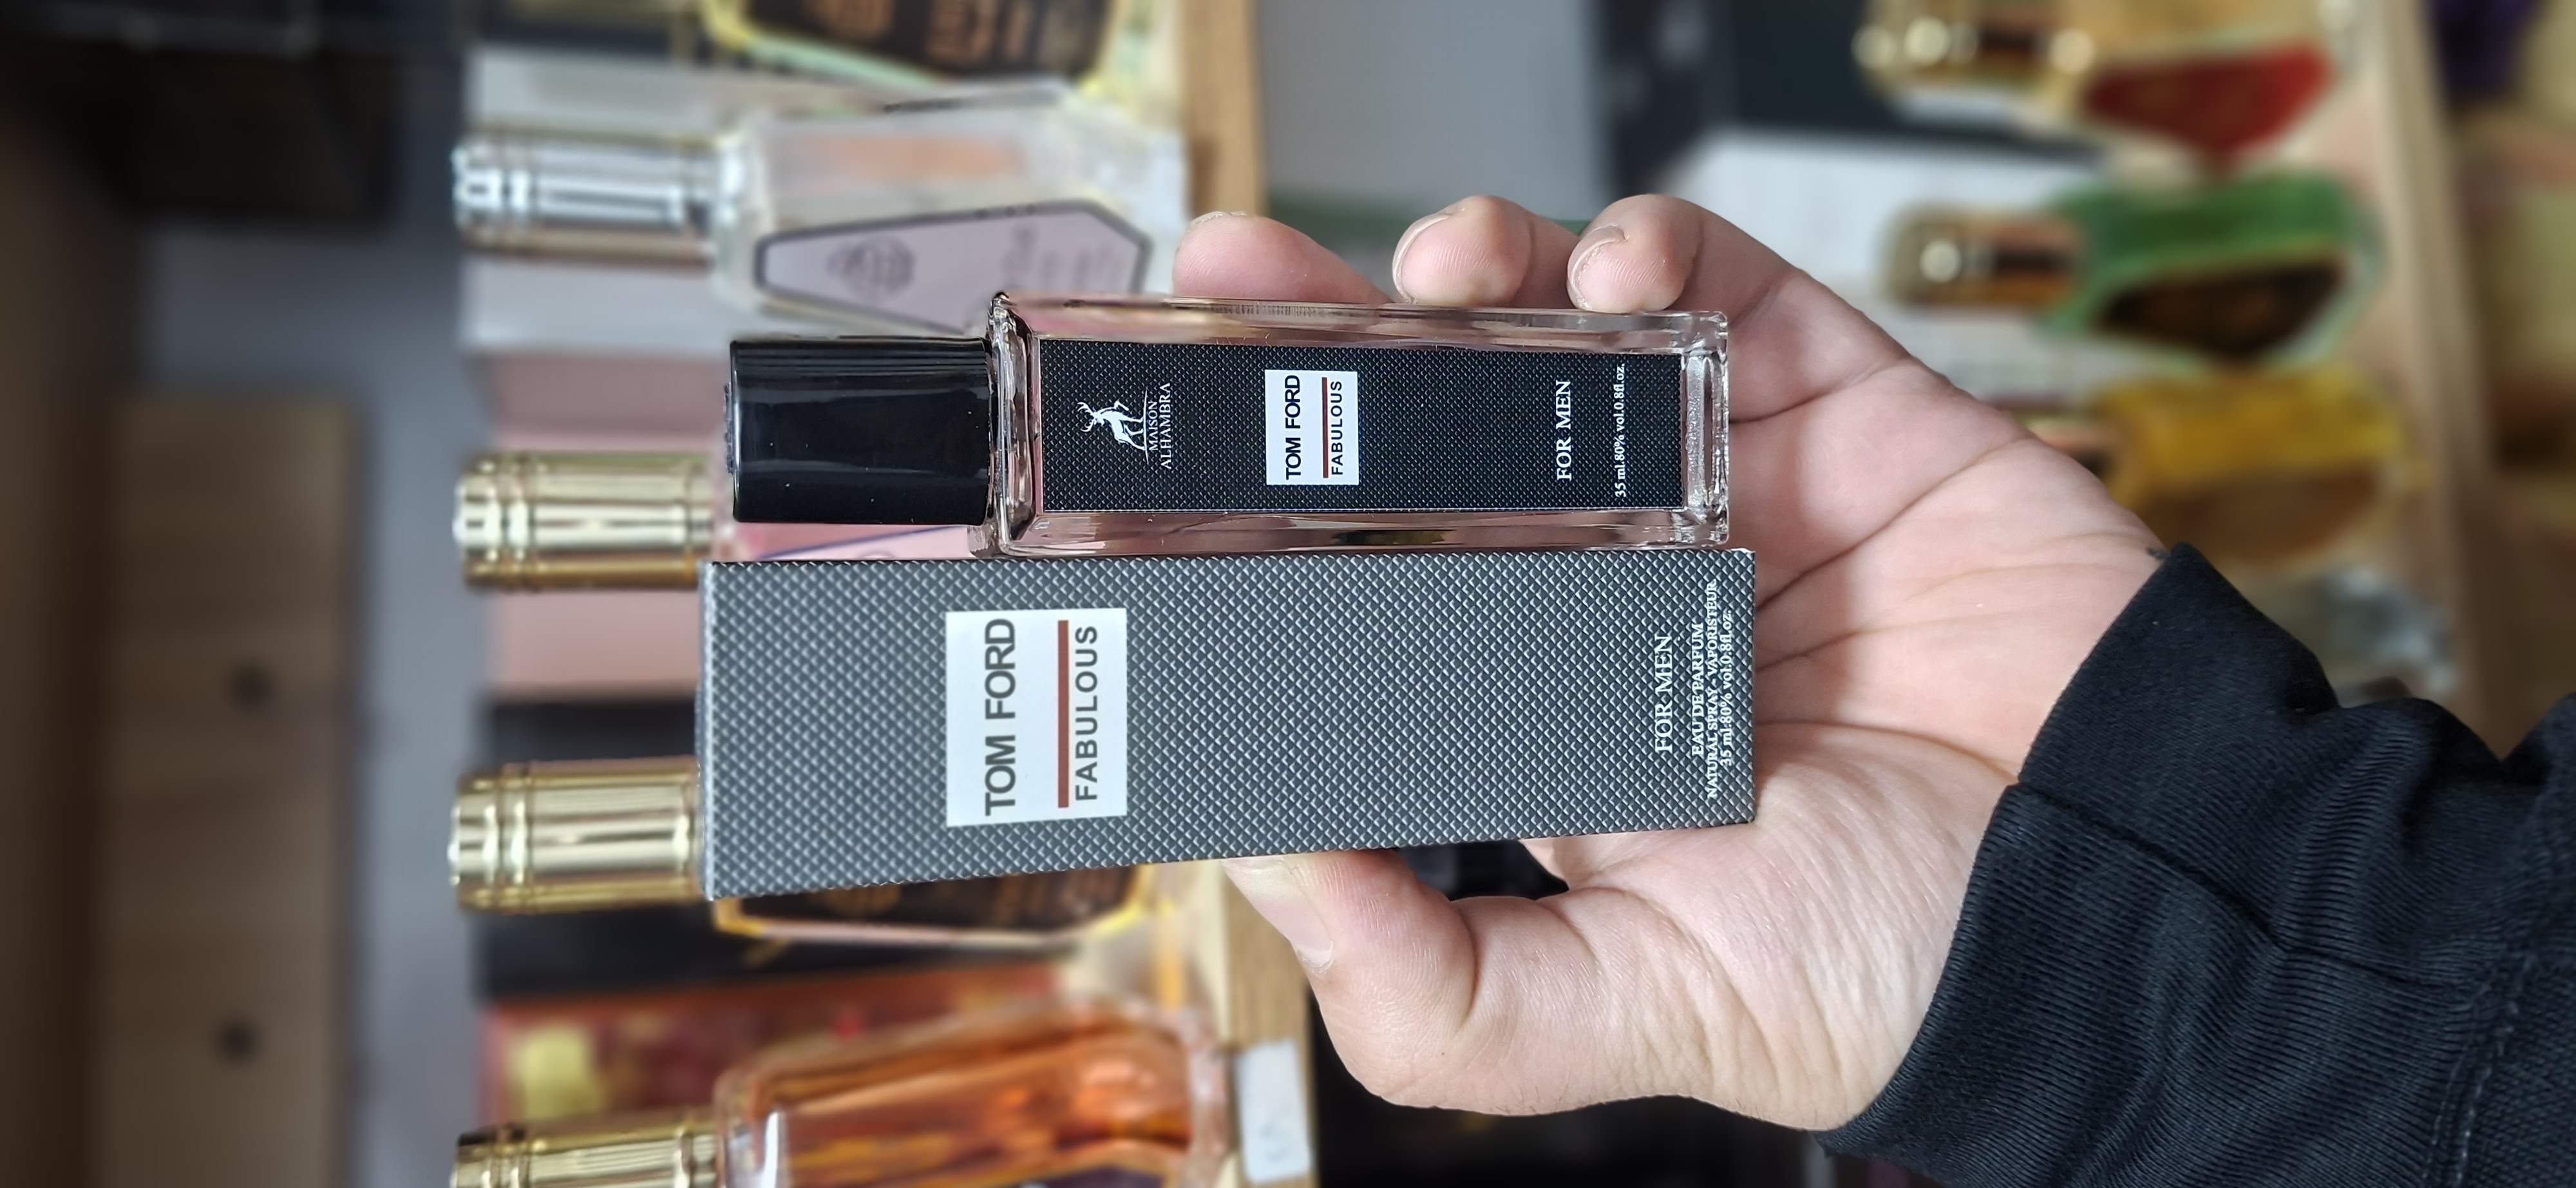 MAISON
ALHAMBRA
TOM FORD
FABULOUS
FOR MEN
35 ml.80% vol.0.8fl.oz.
TOM FORD
FABULOUS
FOR MEN
EAU DE PARFUM
NATURAL SPRAY - VAPORISTEUR
35 ml.80% vol.0.8fl.oz.